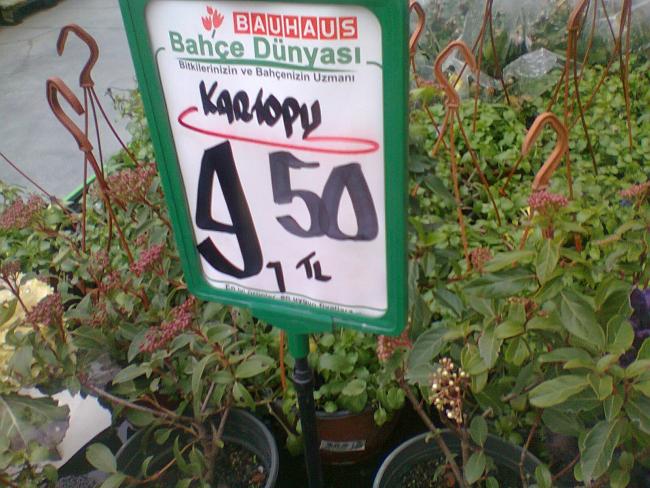 BAUHAUS
Bahçe Dünyası
Bitkilerinizin ve Bahçenizin Uzmanı
Kartopu
9,50 TL